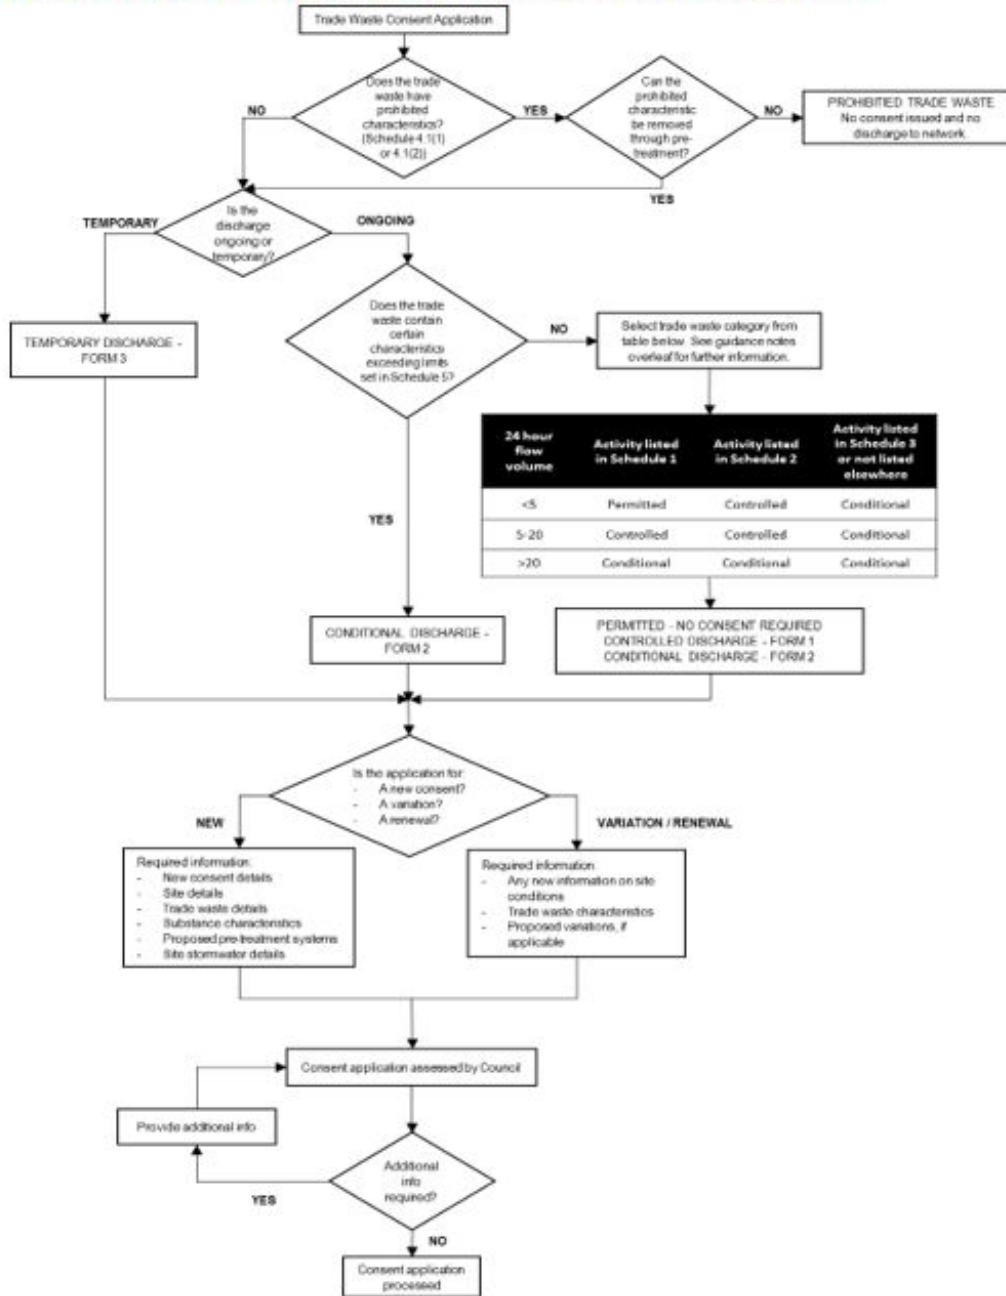 Trade Waste Consent Application
Does the trade
waste have
prohibited
characteristics?
(Schedule 4.1(1)
or 4.1(2))
NO
YES
Can the
prohibited
characteristic
be removed
through pre-
treatment?
NO
PROHIBITIED TRADE WASTE
No consent issued and no
discharge to network.
YES
Is the
discharge
ongoing or
temporary?
TEMPORARY
ONGOING
TEMPORARY DISCHARGE -
FORM 3
Does the trade
waste contain
certain
characteristics
exceeding limits
set in Schedule 5?
NO
Select trade waste category from
table below. See guidance notes
overleaf for further information.
24 hour
flow
volume
Activity listed
in Schedule 1
Activity listed
in Schedule 2
Activity listed
in Schedule 3
or not listed
elsewhere
<5 Permitted Controlled Conditional
5-20 Controlled Controlled Conditional
>20 Conditional Conditional Conditional
YES
CONDITIONAL DISCHARGE -
FORM 2
PERMITTED - NO CONSENT REQUIRED
CONTROLLED DISCHARGE - FORM 1
CONDITIONAL DISCHARGE - FORM 2
Is the application for:
- A new consent?
- A variation?
- A renewal?
NEW
VARIATION / RENEWAL
Required information:
- New consent details
- Site details
- Trade waste details
- Substance characteristics
- Proposed pre-treatment systems
- Site stormwater details
Required information:
- Any new information on site
conditions
- Trade waste characteristics
- Proposed variations, if
applicable
Consent application assessed by Council
Provide additional info
Additional
info
required?
YES
NO
Consent application
processed